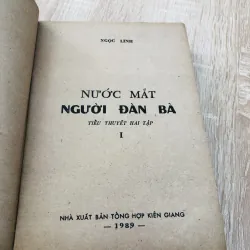 NGỌC LINH
NƯỚC MẮT
NGƯỜI ĐÀN BÀ
TIỂU THUYẾT HAI TẬP
I
NHÀ XUẤT BẢN TỔNG HỢP KIÊN GIANG
— 1989 —